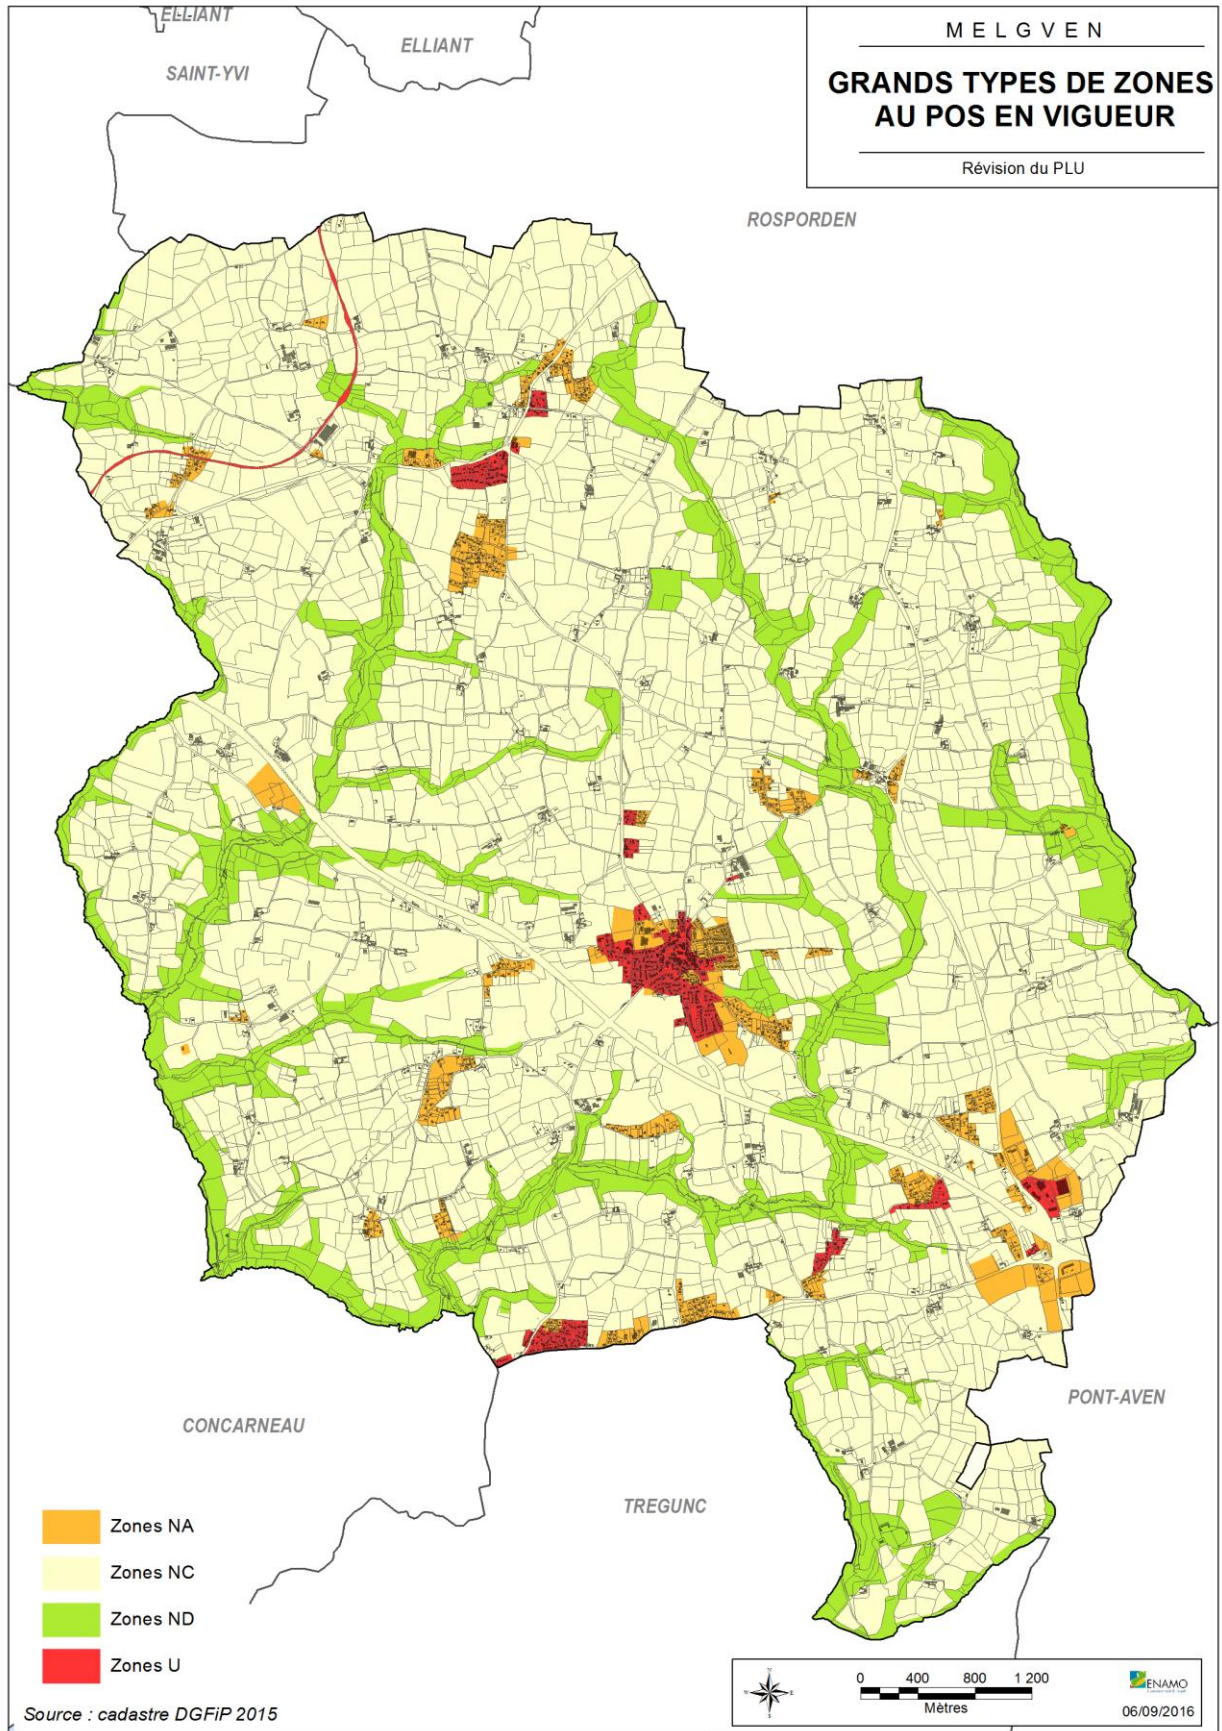 ELLIANT
ELLIANT
SAINT-YVI
MELGVEN
GRANDS TYPES DE ZONES
AU POS EN VIGUEUR
Révision du PLU
ROSPORDEN
CONCARNEAU
PONT-AVEN
TREGUNC
Zones NA
Zones NC
Zones ND
Zones U
Source : cadastre DGFiP 2015
0 400 800 1 200
Mètres
ENAMO
06/09/2016